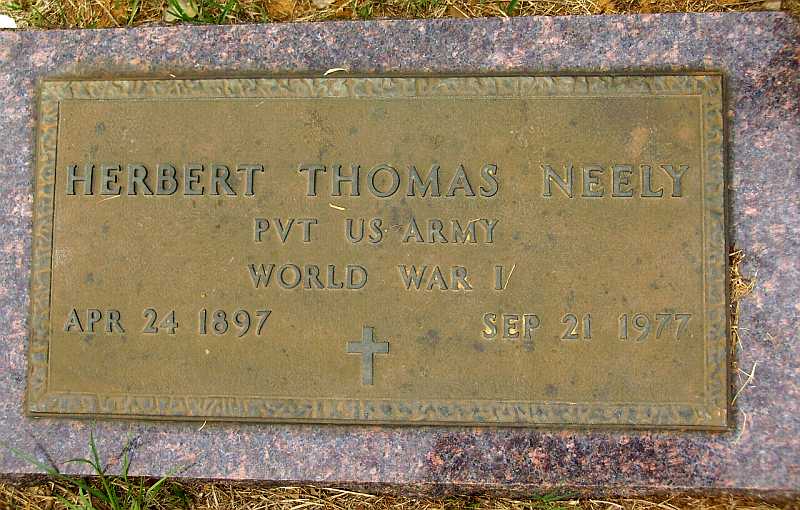 HERBERT THOMAS NEELY
PVT US ARMY
WORLD WAR I
APR 24 1897 SEP 21 1977